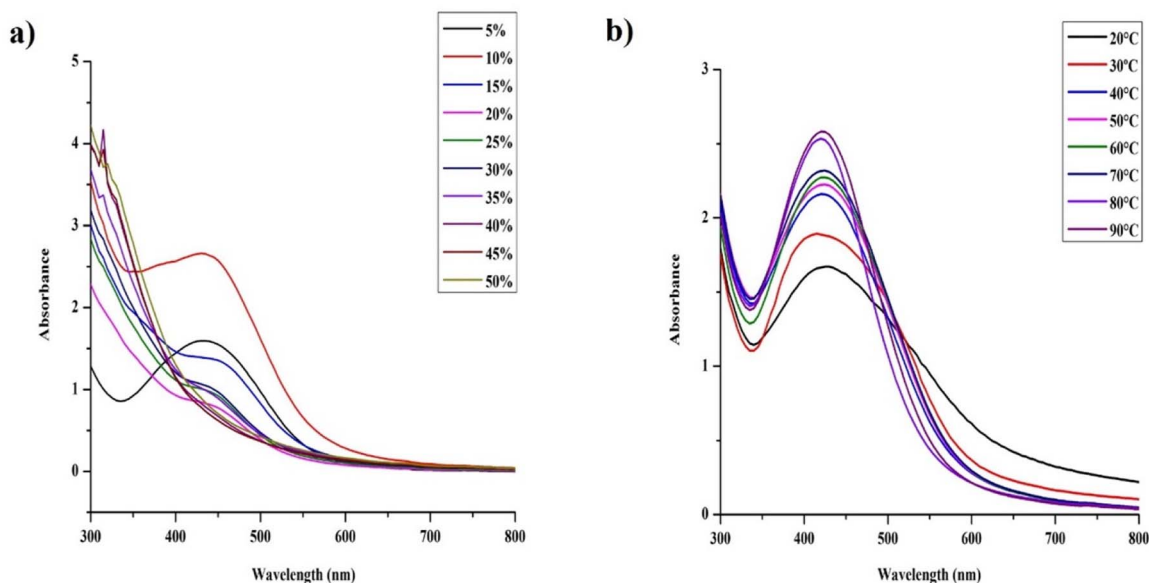 a)
5%
10%
15%
20%
25%
30%
35%
40%
45%
50%
5
4
3
2
1
0
Absorbance
300 400 500 600 700 800
Wavelength (nm)
b)
20°C
30°C
40°C
50°C
60°C
70°C
80°C
90°C
3
2
1
0
Absorbance
300 400 500 600 700 800
Wavelength (nm)